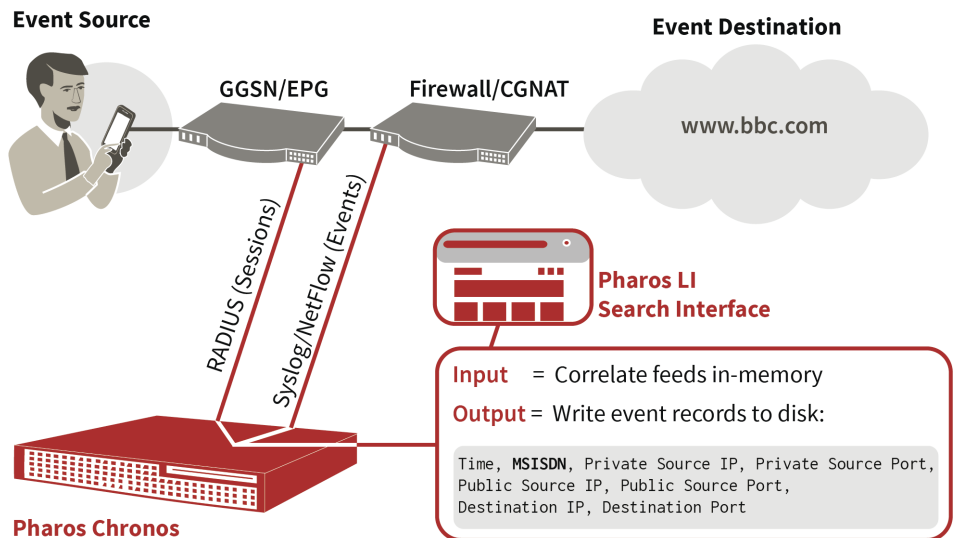 Event Source
Event Destination
GGSN/EPG
Firewall/CGNAT
www.bbc.com
RADIUS (Sessions)
Syslog/NetFlow (Events)
Pharos LI
Search Interface
Input = Correlate feeds in-memory
Output = Write event records to disk:
Time, MSISDN, Private Source IP, Private Source Port,
Public Source IP, Public Source Port,
Destination IP, Destination Port
Pharos Chronos